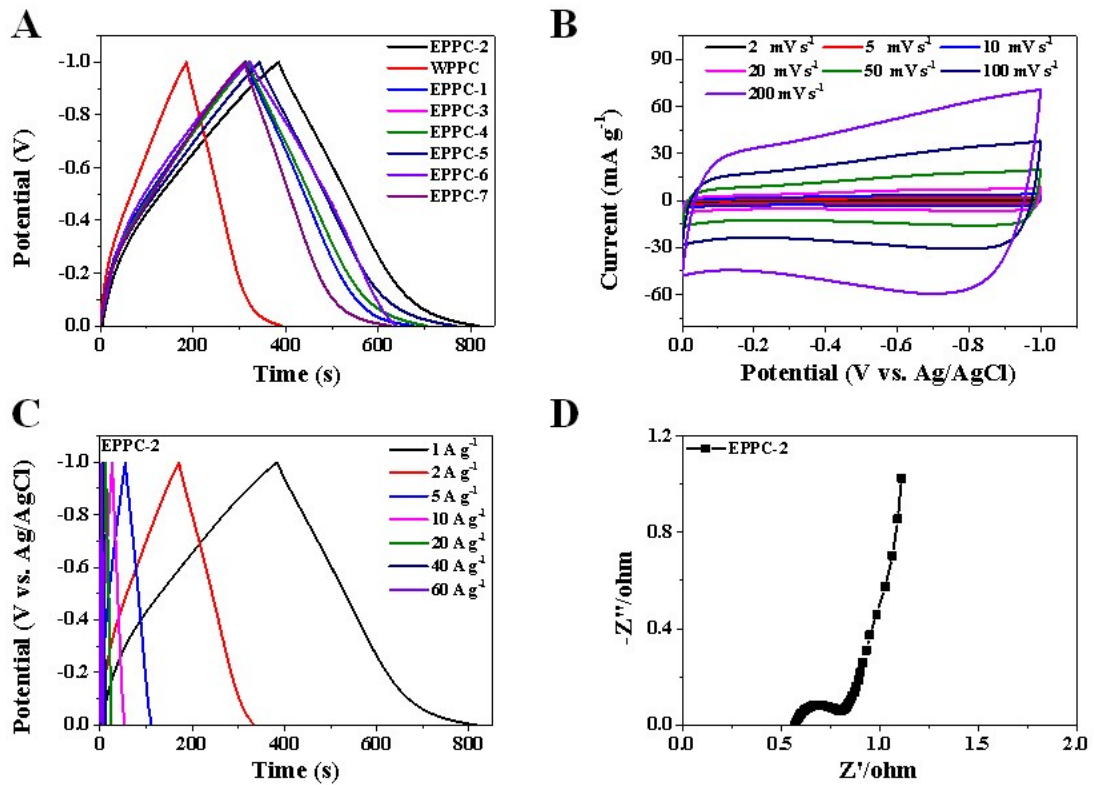 A
-1.0
-0.8
-0.6
-0.4
-0.2
0.0
0
200
400
600
800
Potential (V)
Time (s)
EPPC-2
WPPC
EPPC-1
EPPC-3
EPPC-4
EPPC-5
EPPC-6
EPPC-7
B
2 mV s⁻¹ 5 mV s⁻¹ 10 mV s⁻¹
20 mV s⁻¹ 50 mV s⁻¹ 100 mV s⁻¹
200 mV s⁻¹
90
60
30
0
-30
-60
0.0
-0.2
-0.4
-0.6
-0.8
-1.0
Current (mA g⁻¹)
Potential (V vs. Ag/AgCl)
C
EPPC-2
-1.0
-0.8
-0.6
-0.4
-0.2
0.0
0
200
400
600
800
Potential (V vs. Ag/AgCl)
Time (s)
1 A g⁻¹
2 A g⁻¹
5 A g⁻¹
10 A g⁻¹
20 A g⁻¹
40 A g⁻¹
60 A g⁻¹
D
EPPC-2
1.2
0.8
0.4
0.0
0.0
0.5
1.0
1.5
2.0
-Z''/ohm
Z'/ohm